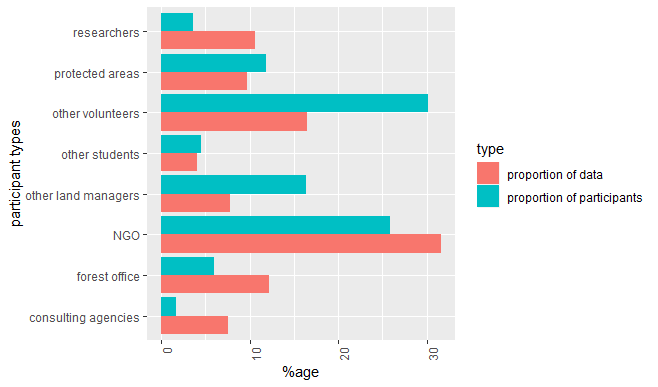 researchers
protected areas
other volunteers
other students
other land managers
NGO
forest office
consulting agencies
participant types
0
10
20
30
%age
type
proportion of data
proportion of participants